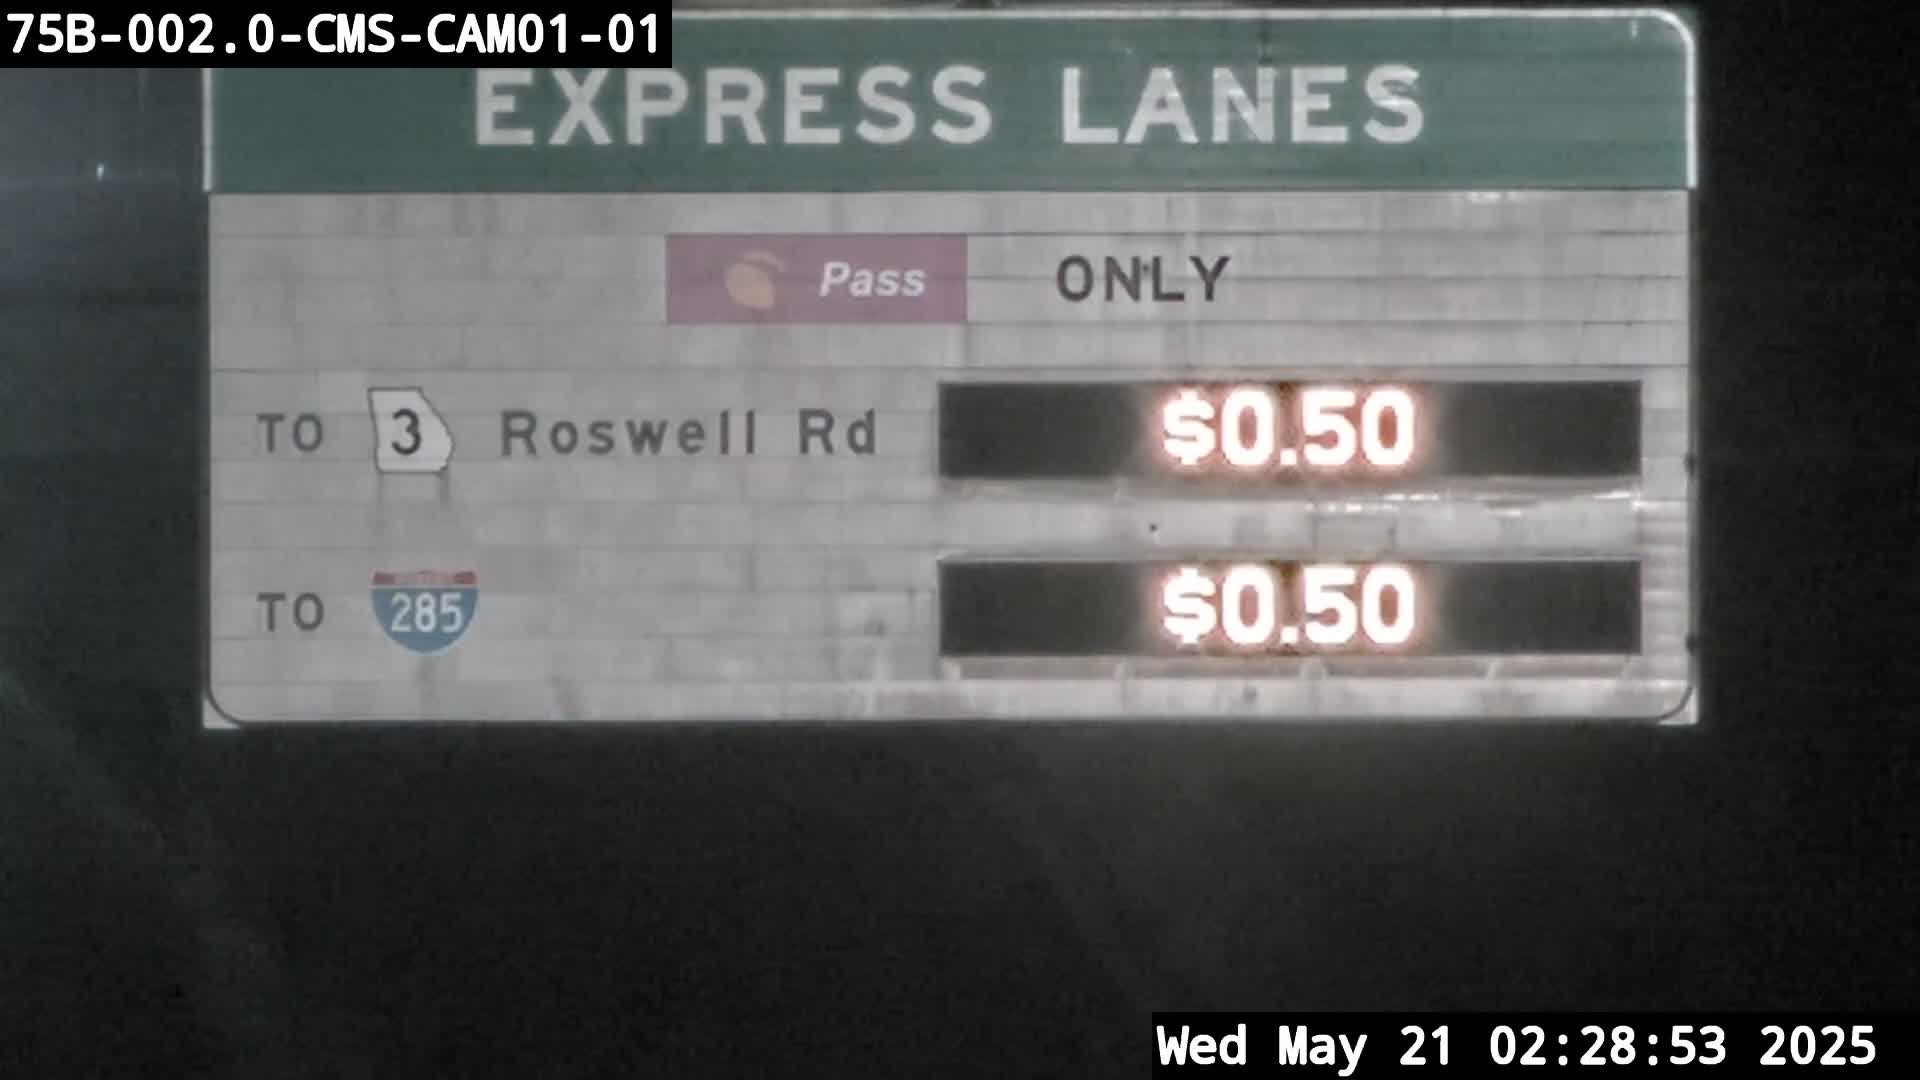 75B-002.0-CMS-CAM01-01
EXPRESS LANES
Pass ONLY
TO 3 Roswell Rd $0.50
TO 285 $0.50
Wed May 21 02:28:53 2025